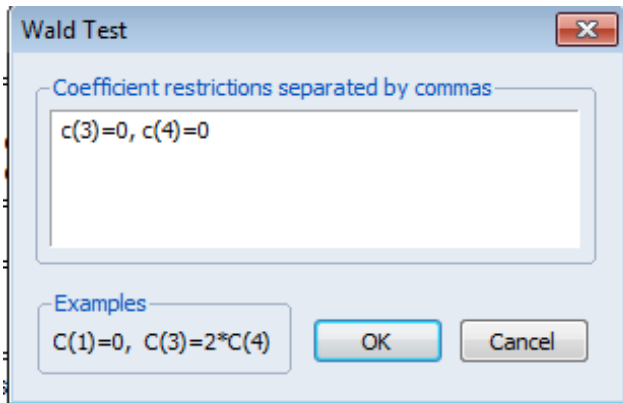 Wald Test
Coefficient restrictions separated by commas
c(3)=0, c(4)=0
Examples
C(1)=0, C(3)=2*C(4)
OK
Cancel